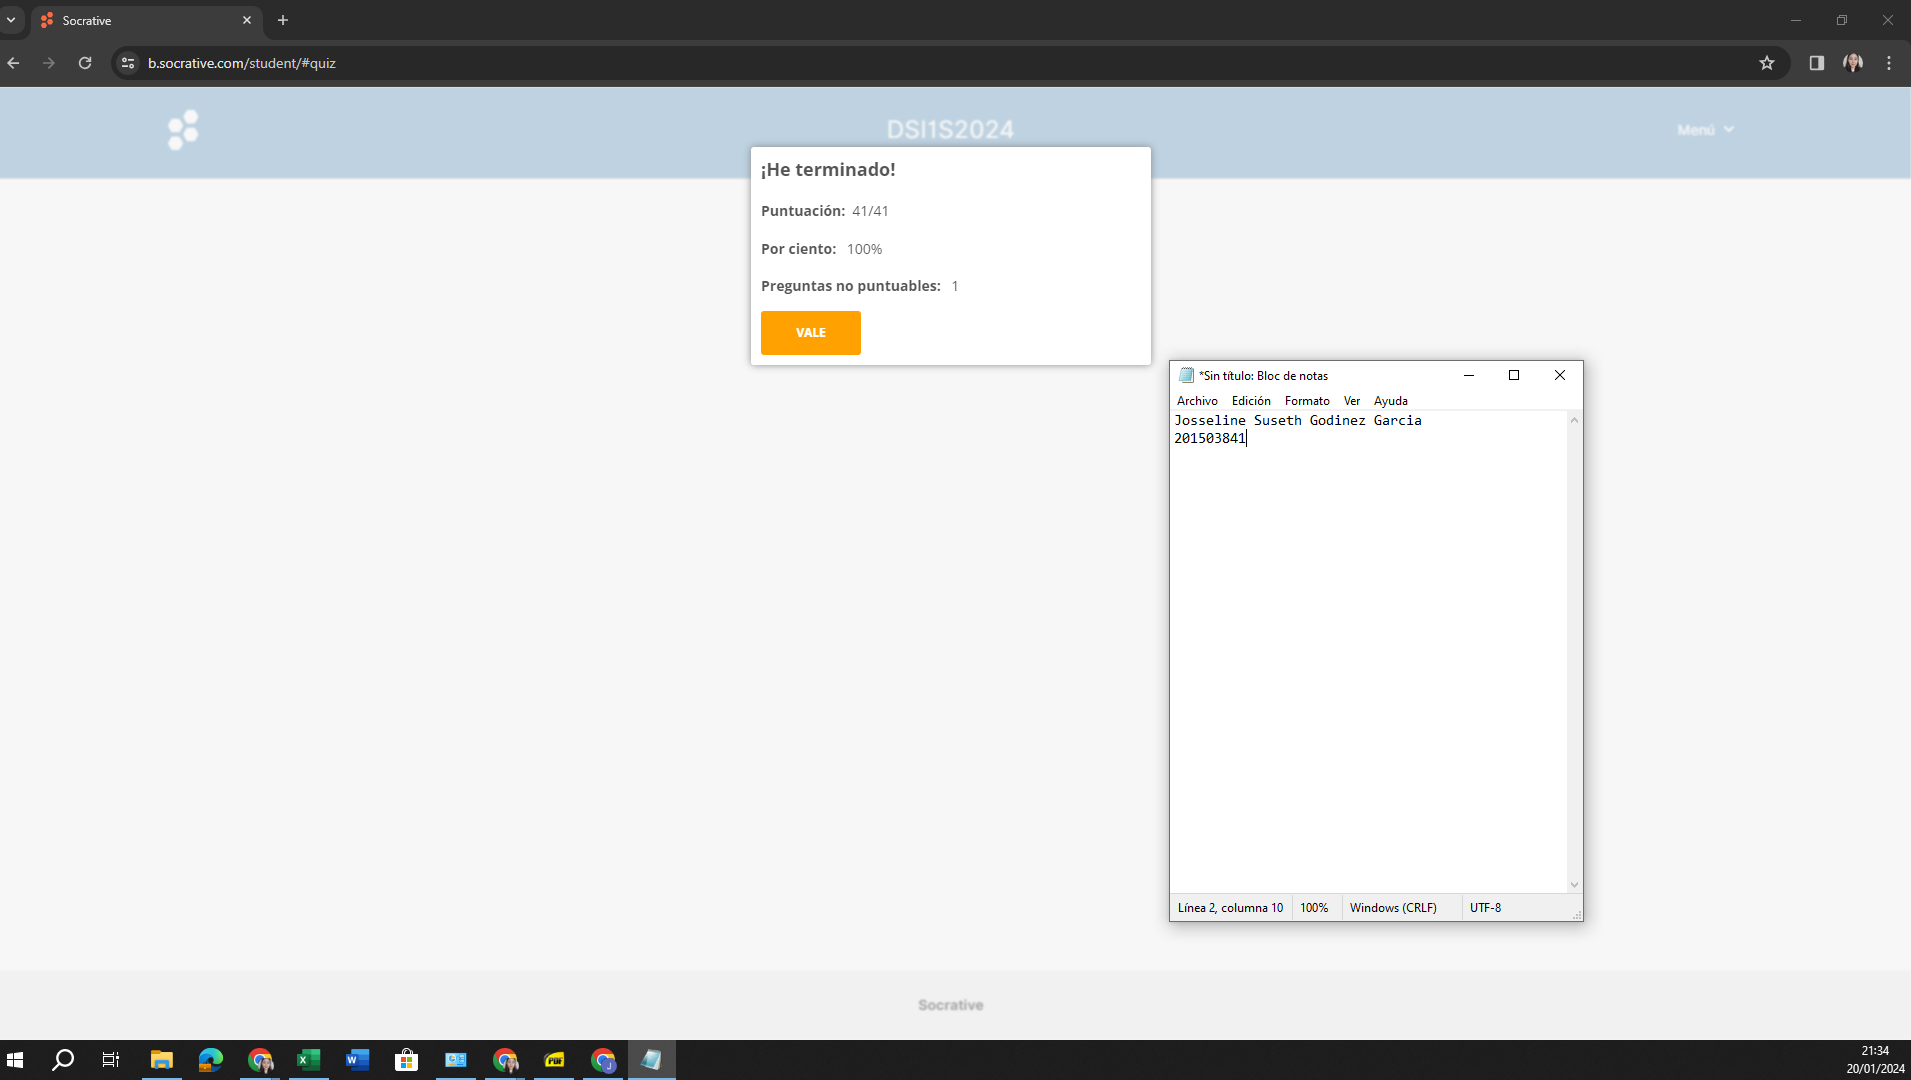 Socrative
b.socrative.com/student/#quiz
DSI1S2024
Menú
¡He terminado!
Puntuación: 41/41
Por ciento: 100%
Preguntas no puntuables: 1
VALE
*Sin título: Bloc de notas
Archivo Edición Formato Ver Ayuda
Josseline Suseth Godinez Garcia
201503841
Línea 2, columna 10 100% Windows (CRLF) UTF-8
Socrative
PDF
J
21:34
20/01/2024